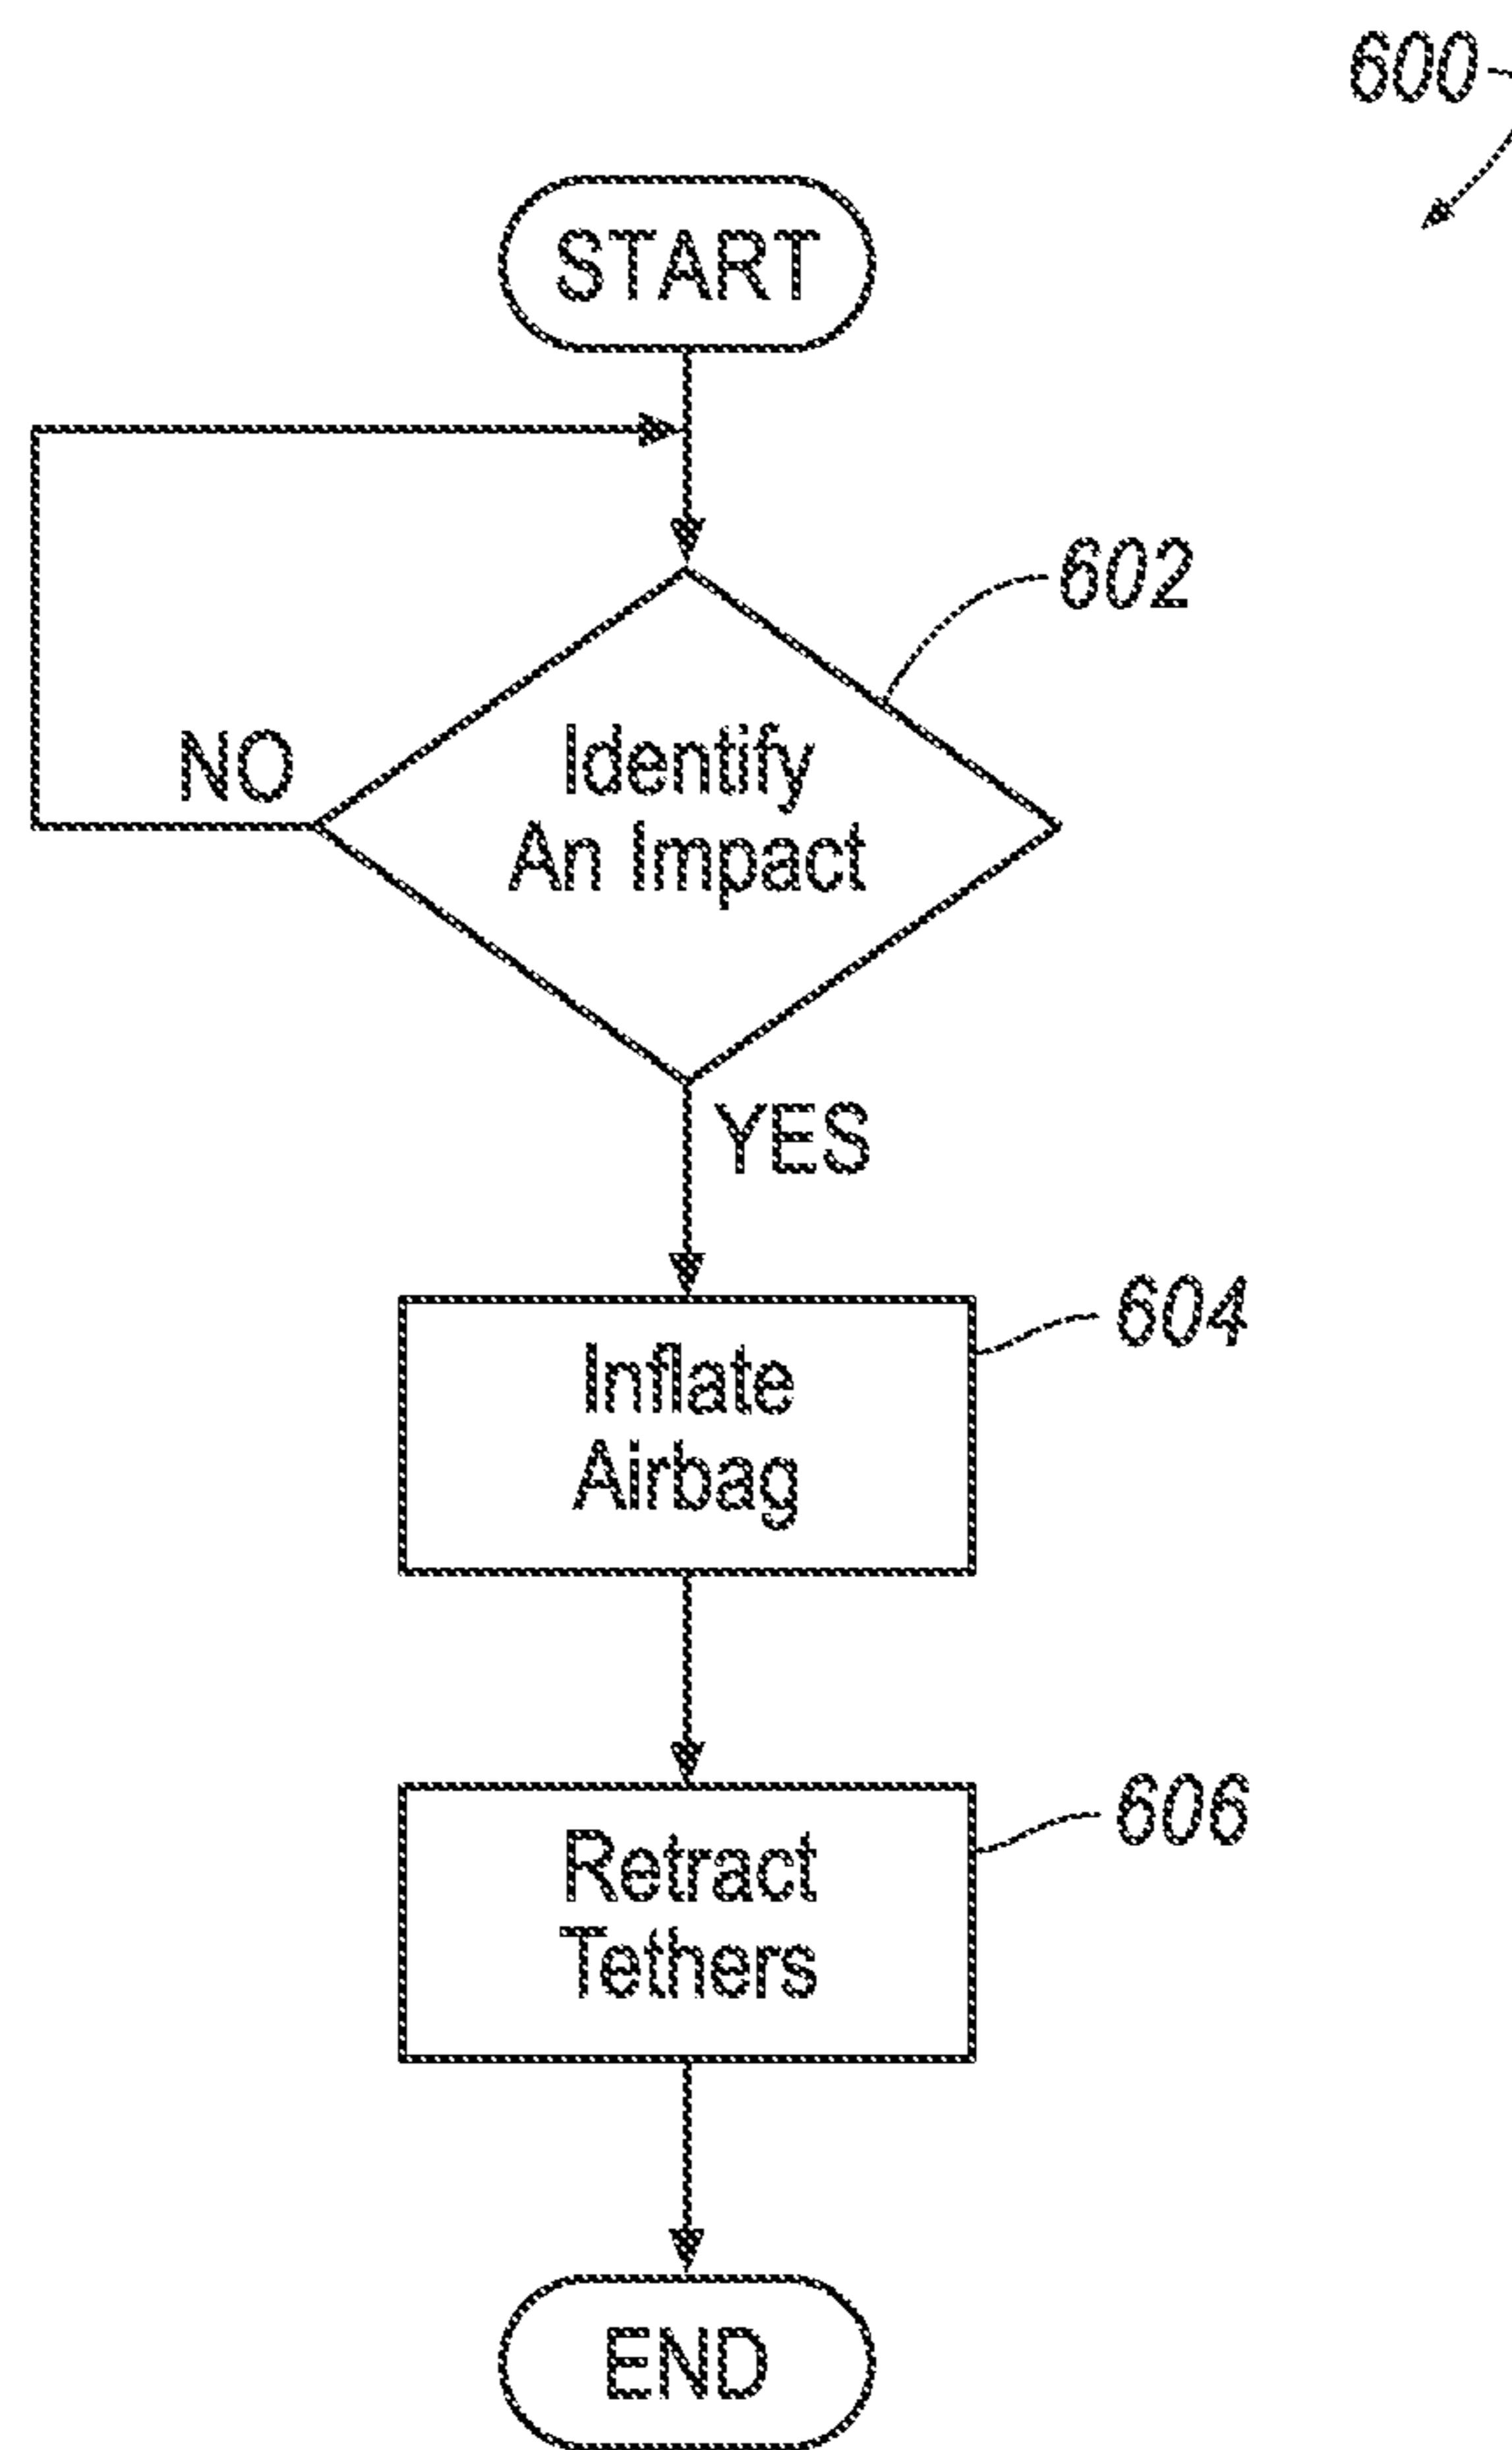 600
START
602
NO
Identify
An Impact
YES
604
Inflate
Airbag
606
Retract
Tethers
END